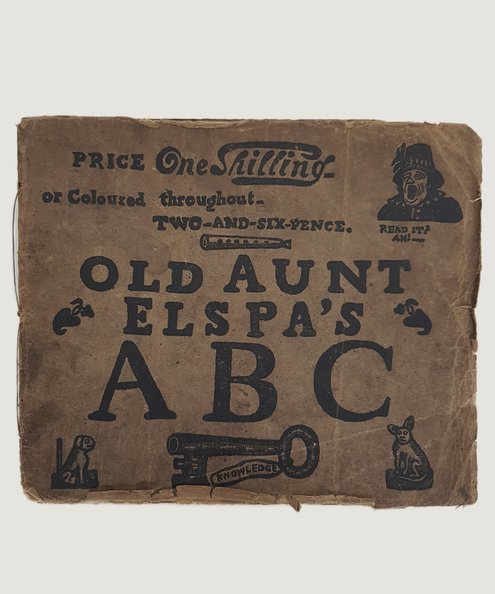 PRICE One Shilling
or Coloured throughout
TWO-AND-SIX-PENCE.
READ IT?
AH!
OLD AUNT
ELSPA'S
ABC
KNOWLEDGE